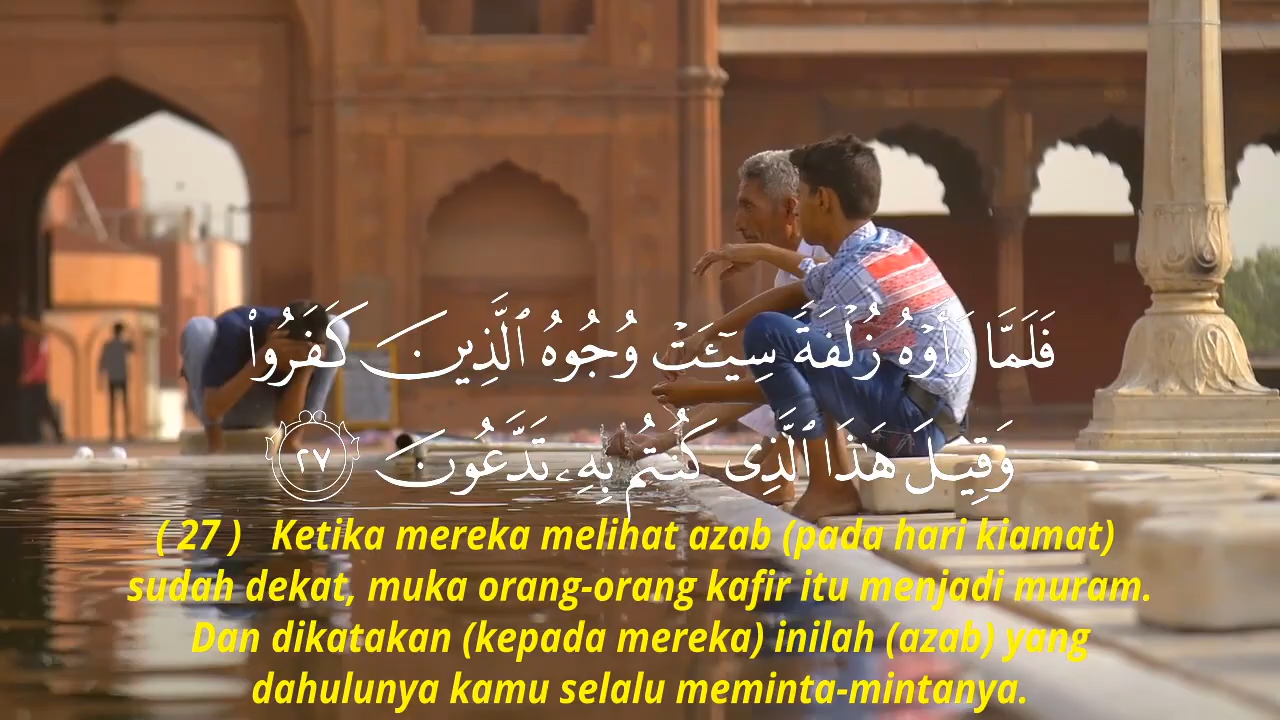 فَلَمَّا رَأَوْهُ زُلْفَةً سِيٓـَٔتْ وُجُوهُ ٱلَّذِينَ كَفَرُوا۟
وَقِيلَ هَـٰذَا ٱلَّذِى كُنتُم بِهِۦ تَدَّعُونَ ٢٧
( 27 ) Ketika mereka melihat azab (pada hari kiamat)
sudah dekat, muka orang-orang kafir itu menjadi muram.
Dan dikatakan (kepada mereka) inilah (azab) yang
dahulunya kamu selalu meminta-mintanya.